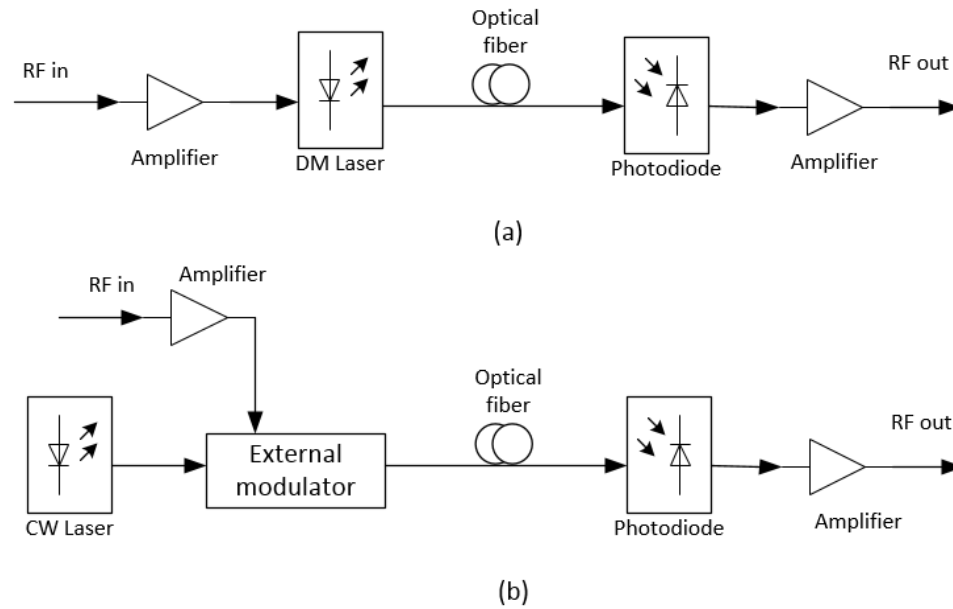 Optical
fiber
RF in
RF out
Amplifier
DM Laser
Photodiode
Amplifier
(a)
Amplifier
RF in
Optical
fiber
RF out
External
modulator
CW Laser
Photodiode
Amplifier
(b)